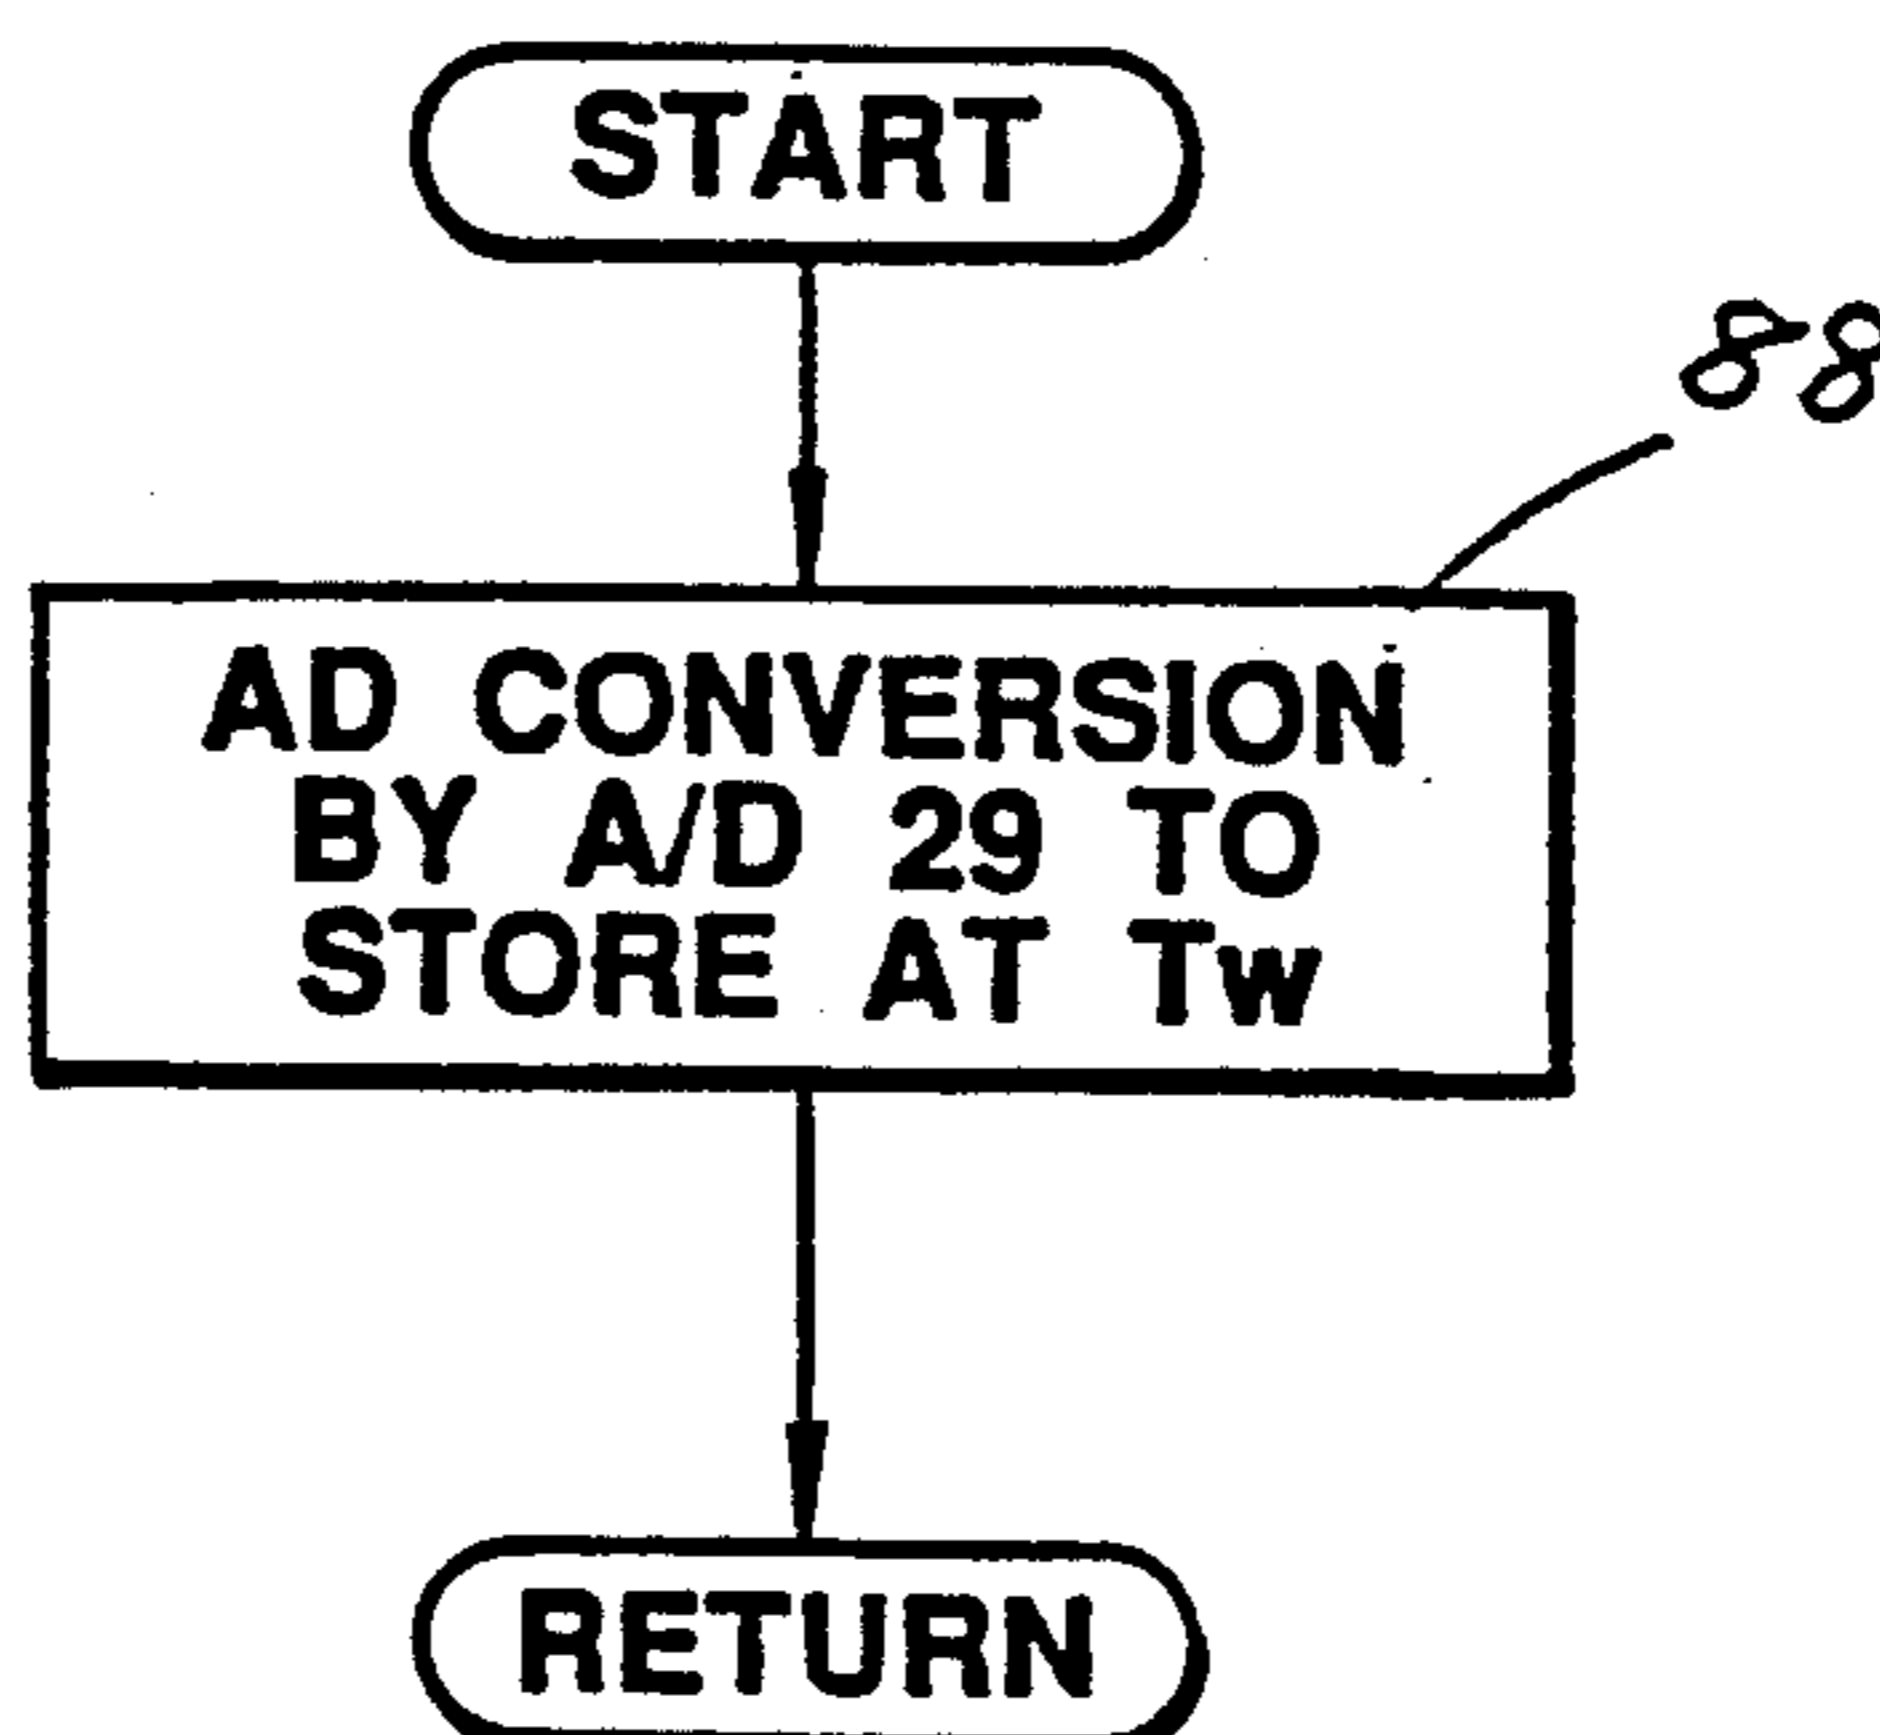 START
88
AD CONVERSION
BY A/D 29 TO
STORE AT Tw
RETURN